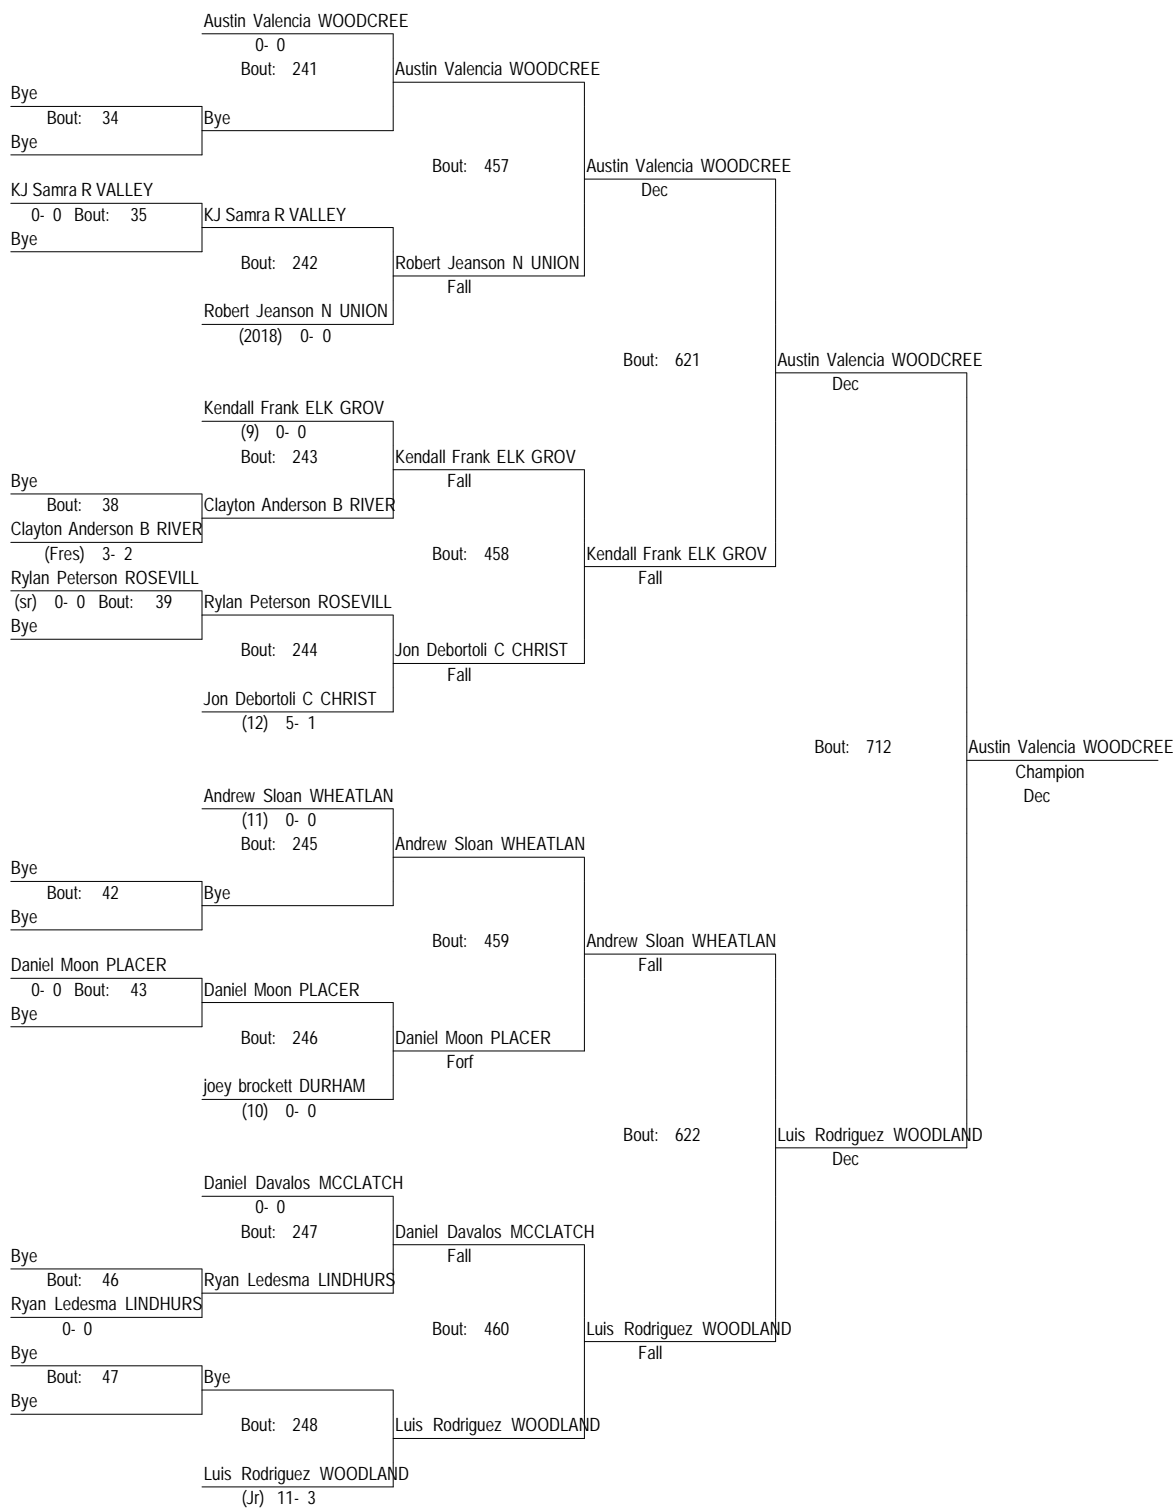 Austin Valencia WOODCREE
0- 0
Bout: 241
Austin Valencia WOODCREE
Bye
Bout: 34
Bye
Bye
Bout: 457
Austin Valencia WOODCREE
Dec
KJ Samra R VALLEY
0- 0 Bout: 35
KJ Samra R VALLEY
Bye
Bout: 242
Robert Jeanson N UNION
Fall
Robert Jeanson N UNION
(2018) 0- 0
Bout: 621
Austin Valencia WOODCREE
Dec
Kendall Frank ELK GROV
(9) 0- 0
Bout: 243
Kendall Frank ELK GROV
Fall
Bye
Bout: 38
Clayton Anderson B RIVER
Clayton Anderson B RIVER
(Fres) 3- 2
Bout: 458
Kendall Frank ELK GROV
Fall
Rylan Peterson ROSEVILL
(sr) 0- 0 Bout: 39
Rylan Peterson ROSEVILL
Bye
Bout: 244
Jon Debortoli C CHRIST
Fall
Jon Debortoli C CHRIST
(12) 5- 1
Bout: 712
Austin Valencia WOODCREE
Champion
Dec
Andrew Sloan WHEATLAN
(11) 0- 0
Bout: 245
Andrew Sloan WHEATLAN
Bye
Bout: 42
Bye
Bye
Bout: 459
Andrew Sloan WHEATLAN
Fall
Daniel Moon PLACER
0- 0 Bout: 43
Daniel Moon PLACER
Bye
Bout: 246
Daniel Moon PLACER
Forf
joey brockett DURHAM
(10) 0- 0
Bout: 622
Luis Rodriguez WOODLAND
Dec
Daniel Davalos MCCLATCH
0- 0
Bout: 247
Daniel Davalos MCCLATCH
Fall
Bye
Bout: 46
Ryan Ledesma LINDHURS
Ryan Ledesma LINDHURS
0- 0
Bout: 460
Luis Rodriguez WOODLAND
Fall
Bye
Bout: 47
Bye
Bye
Bout: 248
Luis Rodriguez WOODLAND
Luis Rodriguez WOODLAND
(Jr) 11- 3